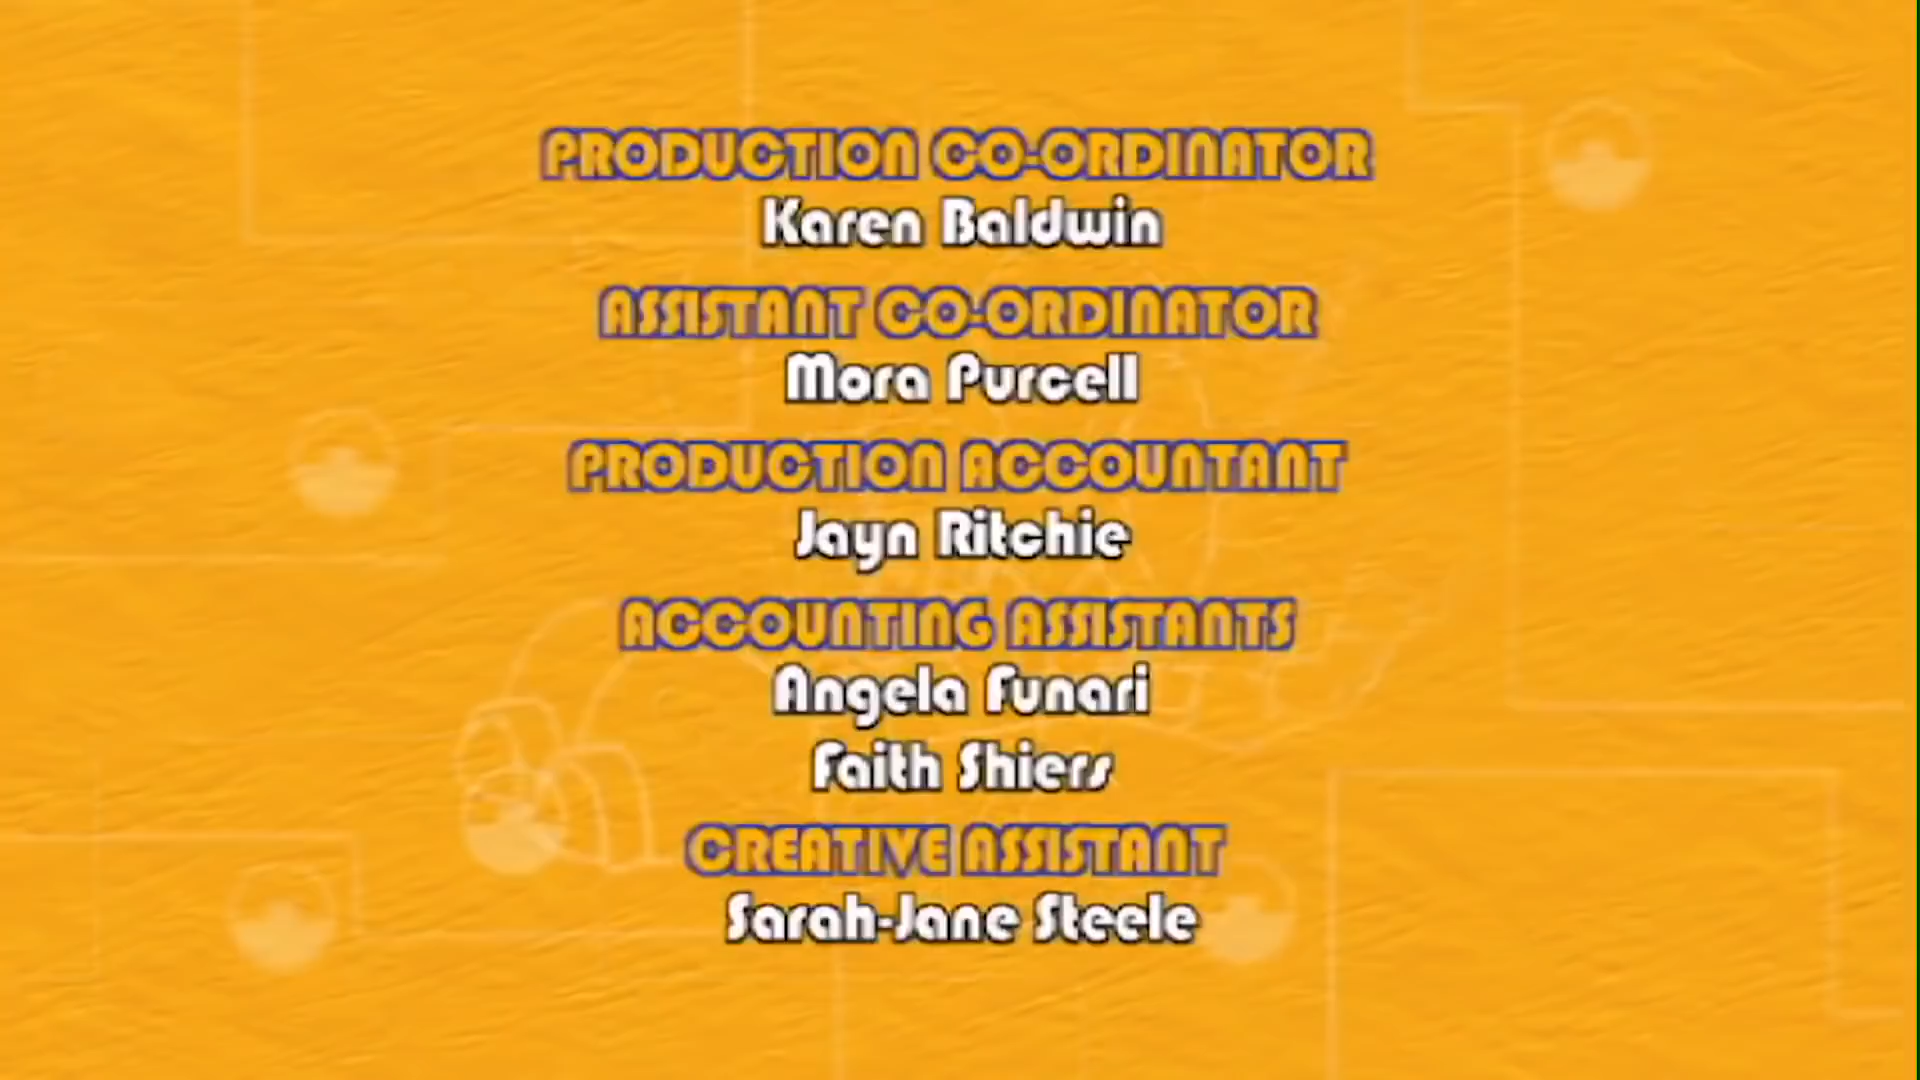 PRODUCTION CO-ORDINATOR
Karen Baldwin
ASSISTANT CO-ORDINATOR
Mora Purcell
PRODUCTION ACCOUNTANT
Jayn Ritchie
ACCOUNTING ASSISTANTS
Angela Funari
Faith Shiers
CREATIVE ASSISTANT
Sarah-Jane Steele